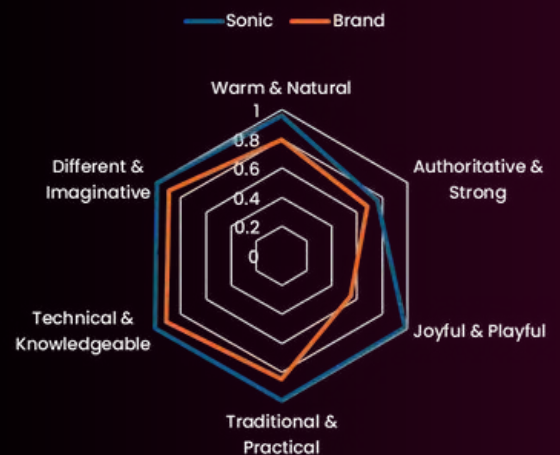 Sonic
Brand
Warm & Natural
1
0.8
0.6
0.4
0.2
0
Different &
Imaginative
Authoritative &
Strong
Technical &
Knowledgeable
Joyful & Playful
Traditional &
Practical